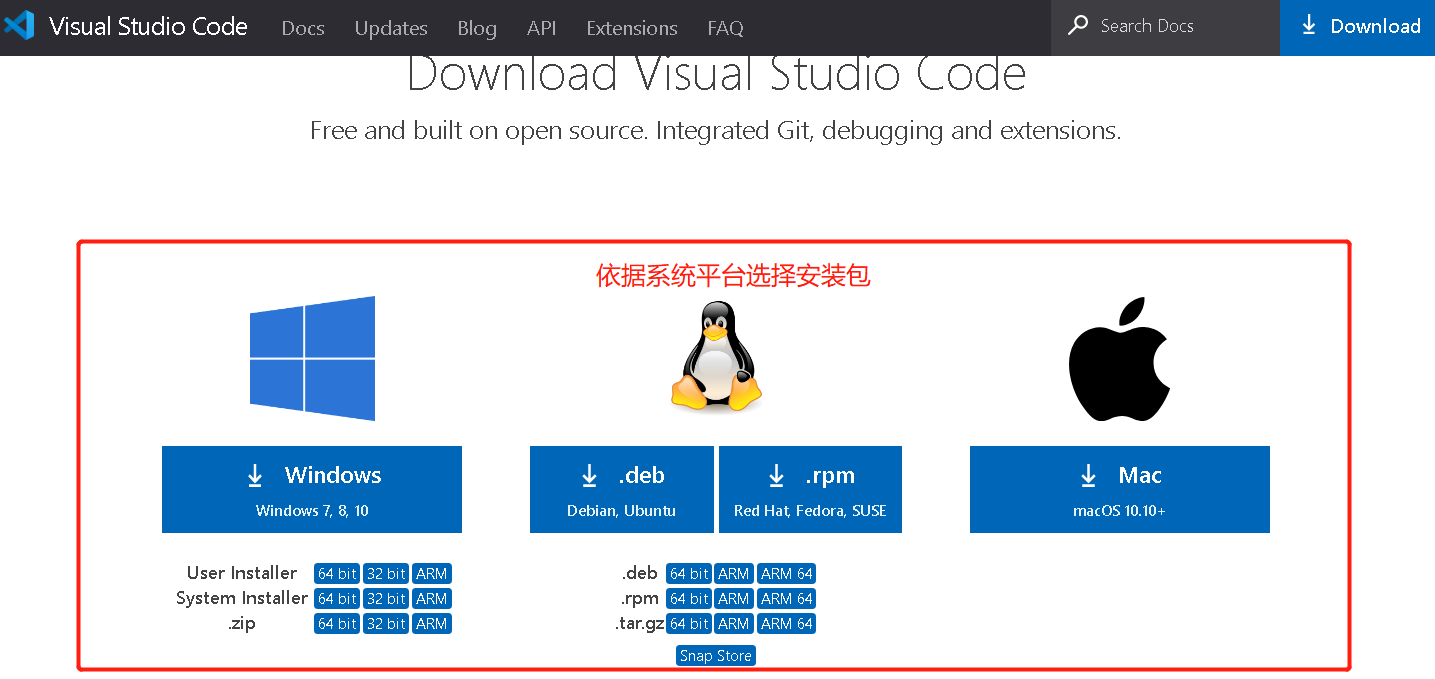 Visual Studio Code Docs Updates Blog API Extensions FAQ Search Docs Download
Download Visual Studio Code
Free and built on open source. Integrated Git, debugging and extensions.
依据系统平台选择安装包
Windows
Windows 7, 8, 10
.deb
Debian, Ubuntu
.rpm
Red Hat, Fedora, SUSE
Mac
macOS 10.10+
User Installer 64 bit 32 bit ARM
System Installer 64 bit 32 bit ARM
.zip 64 bit 32 bit ARM
.deb 64 bit ARM ARM 64
.rpm 64 bit ARM ARM 64
.tar.gz 64 bit ARM ARM 64
Snap Store